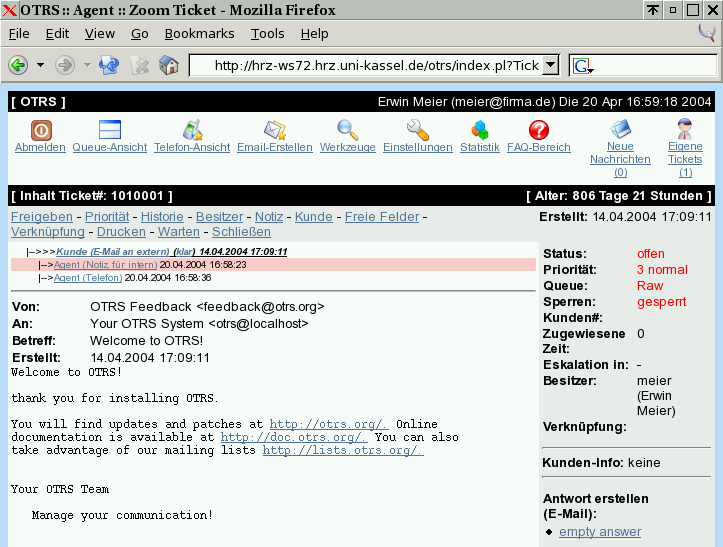 OTRS :: Agent :: Zoom Ticket - Mozilla Firefox
File Edit View Go Bookmarks Tools Help
http://hrz-ws72.hrz.uni-kassel.de/otrs/index.pl?Tick
G
[ OTRS ] Erwin Meier (meier@firma.de) Die 20 Apr 16:59:18 2004
Abmelden Queue-Ansicht Telefon-Ansicht Email-Erstellen Werkzeuge Einstellungen Statistik FAQ-Bereich Neue Nachrichten (0) Eigene Tickets (1)
[ Inhalt Ticket#: 1010001 ] [ Alter: 806 Tage 21 Stunden ]
Freigeben - Priorität - Historie - Besitzer - Notiz - Kunde - Freie Felder -
Verknüpfung - Drucken - Warten - Schließen
Erstellt: 14.04.2004 17:09:11
|-->>>Kunde (E-Mail an extern) (klar) 14.04.2004 17:09:11
|-->Agent (Notiz für intern) 20.04.2004 16:58:23
|-->Agent (Telefon) 20.04.2004 16:58:36
Von: OTRS Feedback <feedback@otrs.org>
An: Your OTRS System <otrs@localhost>
Betreff: Welcome to OTRS!
Erstellt: 14.04.2004 17:09:11
Welcome to OTRS!
thank you for installing OTRS.
You will find updates and patches at http://otrs.org/. Online
documentation is available at http://doc.otrs.org/. You can also
take advantage of our mailing lists http://lists.otrs.org/.
Your OTRS Team
Manage your communication!
Status: offen
Priorität: 3 normal
Queue: Raw
Sperren: gesperrt
Kunden#:
Zugewiesene 0
Zeit:
Eskalation in: -
Besitzer: meier
(Erwin
Meier)
Verknüpfung:
Kunden-Info: keine
Antwort erstellen
(E-Mail):
empty answer